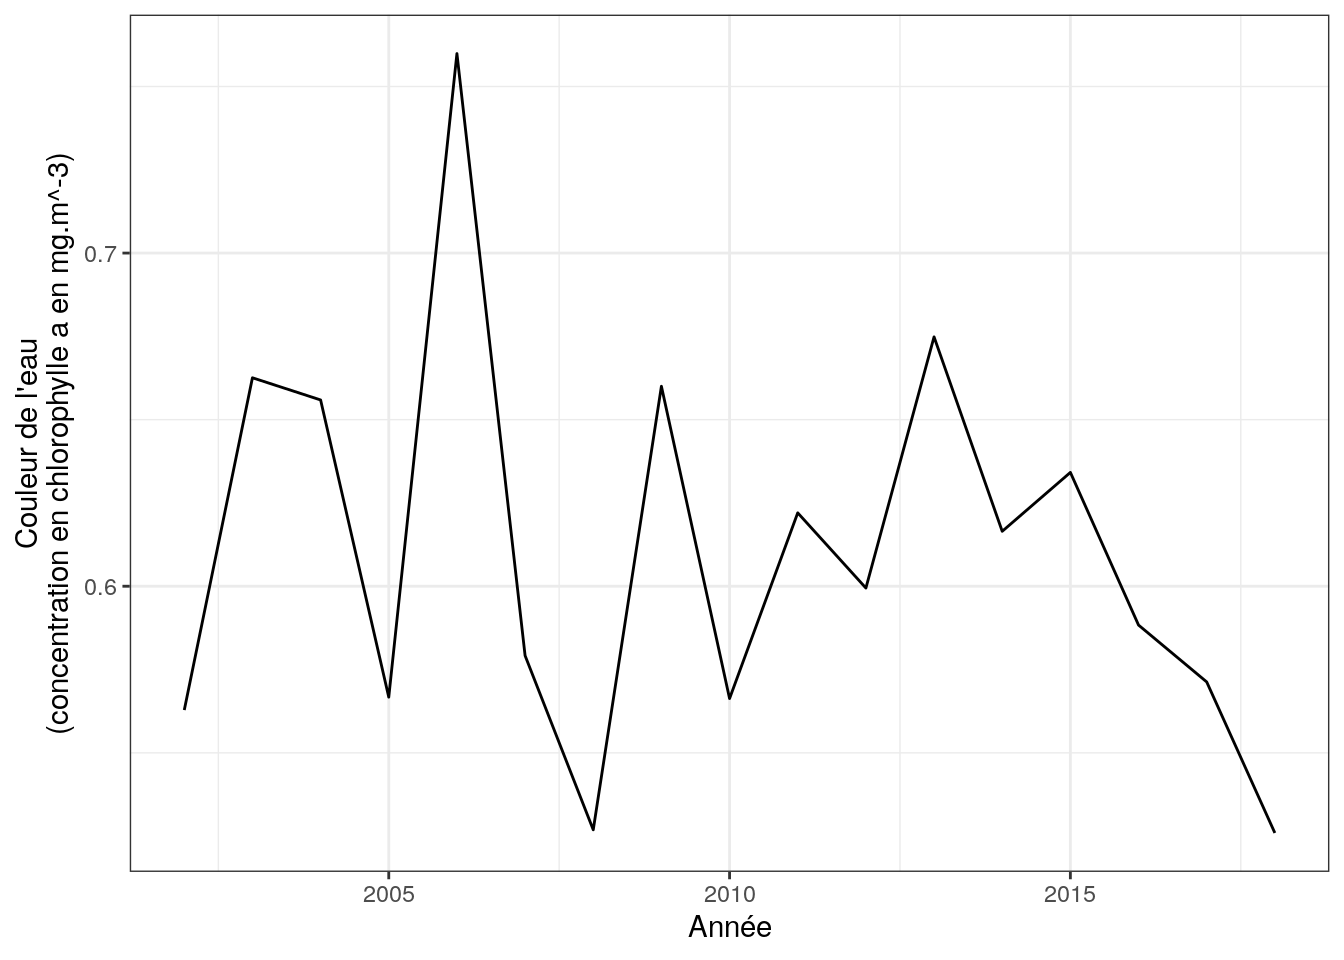 Couleur de l'eau
(concentration en chlorophylle a en mg.m^-3)
0.7
0.6
2005
2010
2015
Année